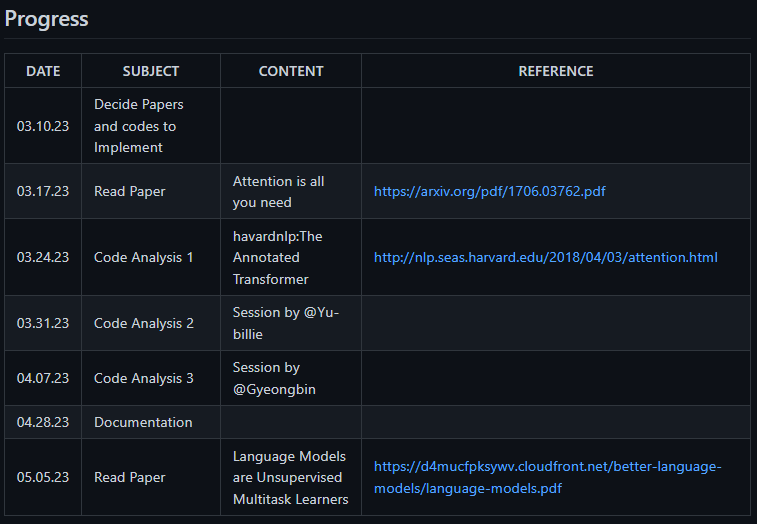 Progress
DATE SUBJECT CONTENT REFERENCE
03.10.23 Decide Papers
and codes to
Implement
03.17.23 Read Paper Attention is all
you need https://arxiv.org/pdf/1706.03762.pdf
03.24.23 Code Analysis 1 havardnlp:The
Annotated
Transformer http://nlp.seas.harvard.edu/2018/04/03/attention.html
03.31.23 Code Analysis 2 Session by @Yu-
billie
04.07.23 Code Analysis 3 Session by
@Gyeongbin
04.28.23 Documentation
05.05.23 Read Paper Language Models
are Unsupervised
Multitask Learners https://d4mucfpksywv.cloudfront.net/better-language-
models/language-models.pdf